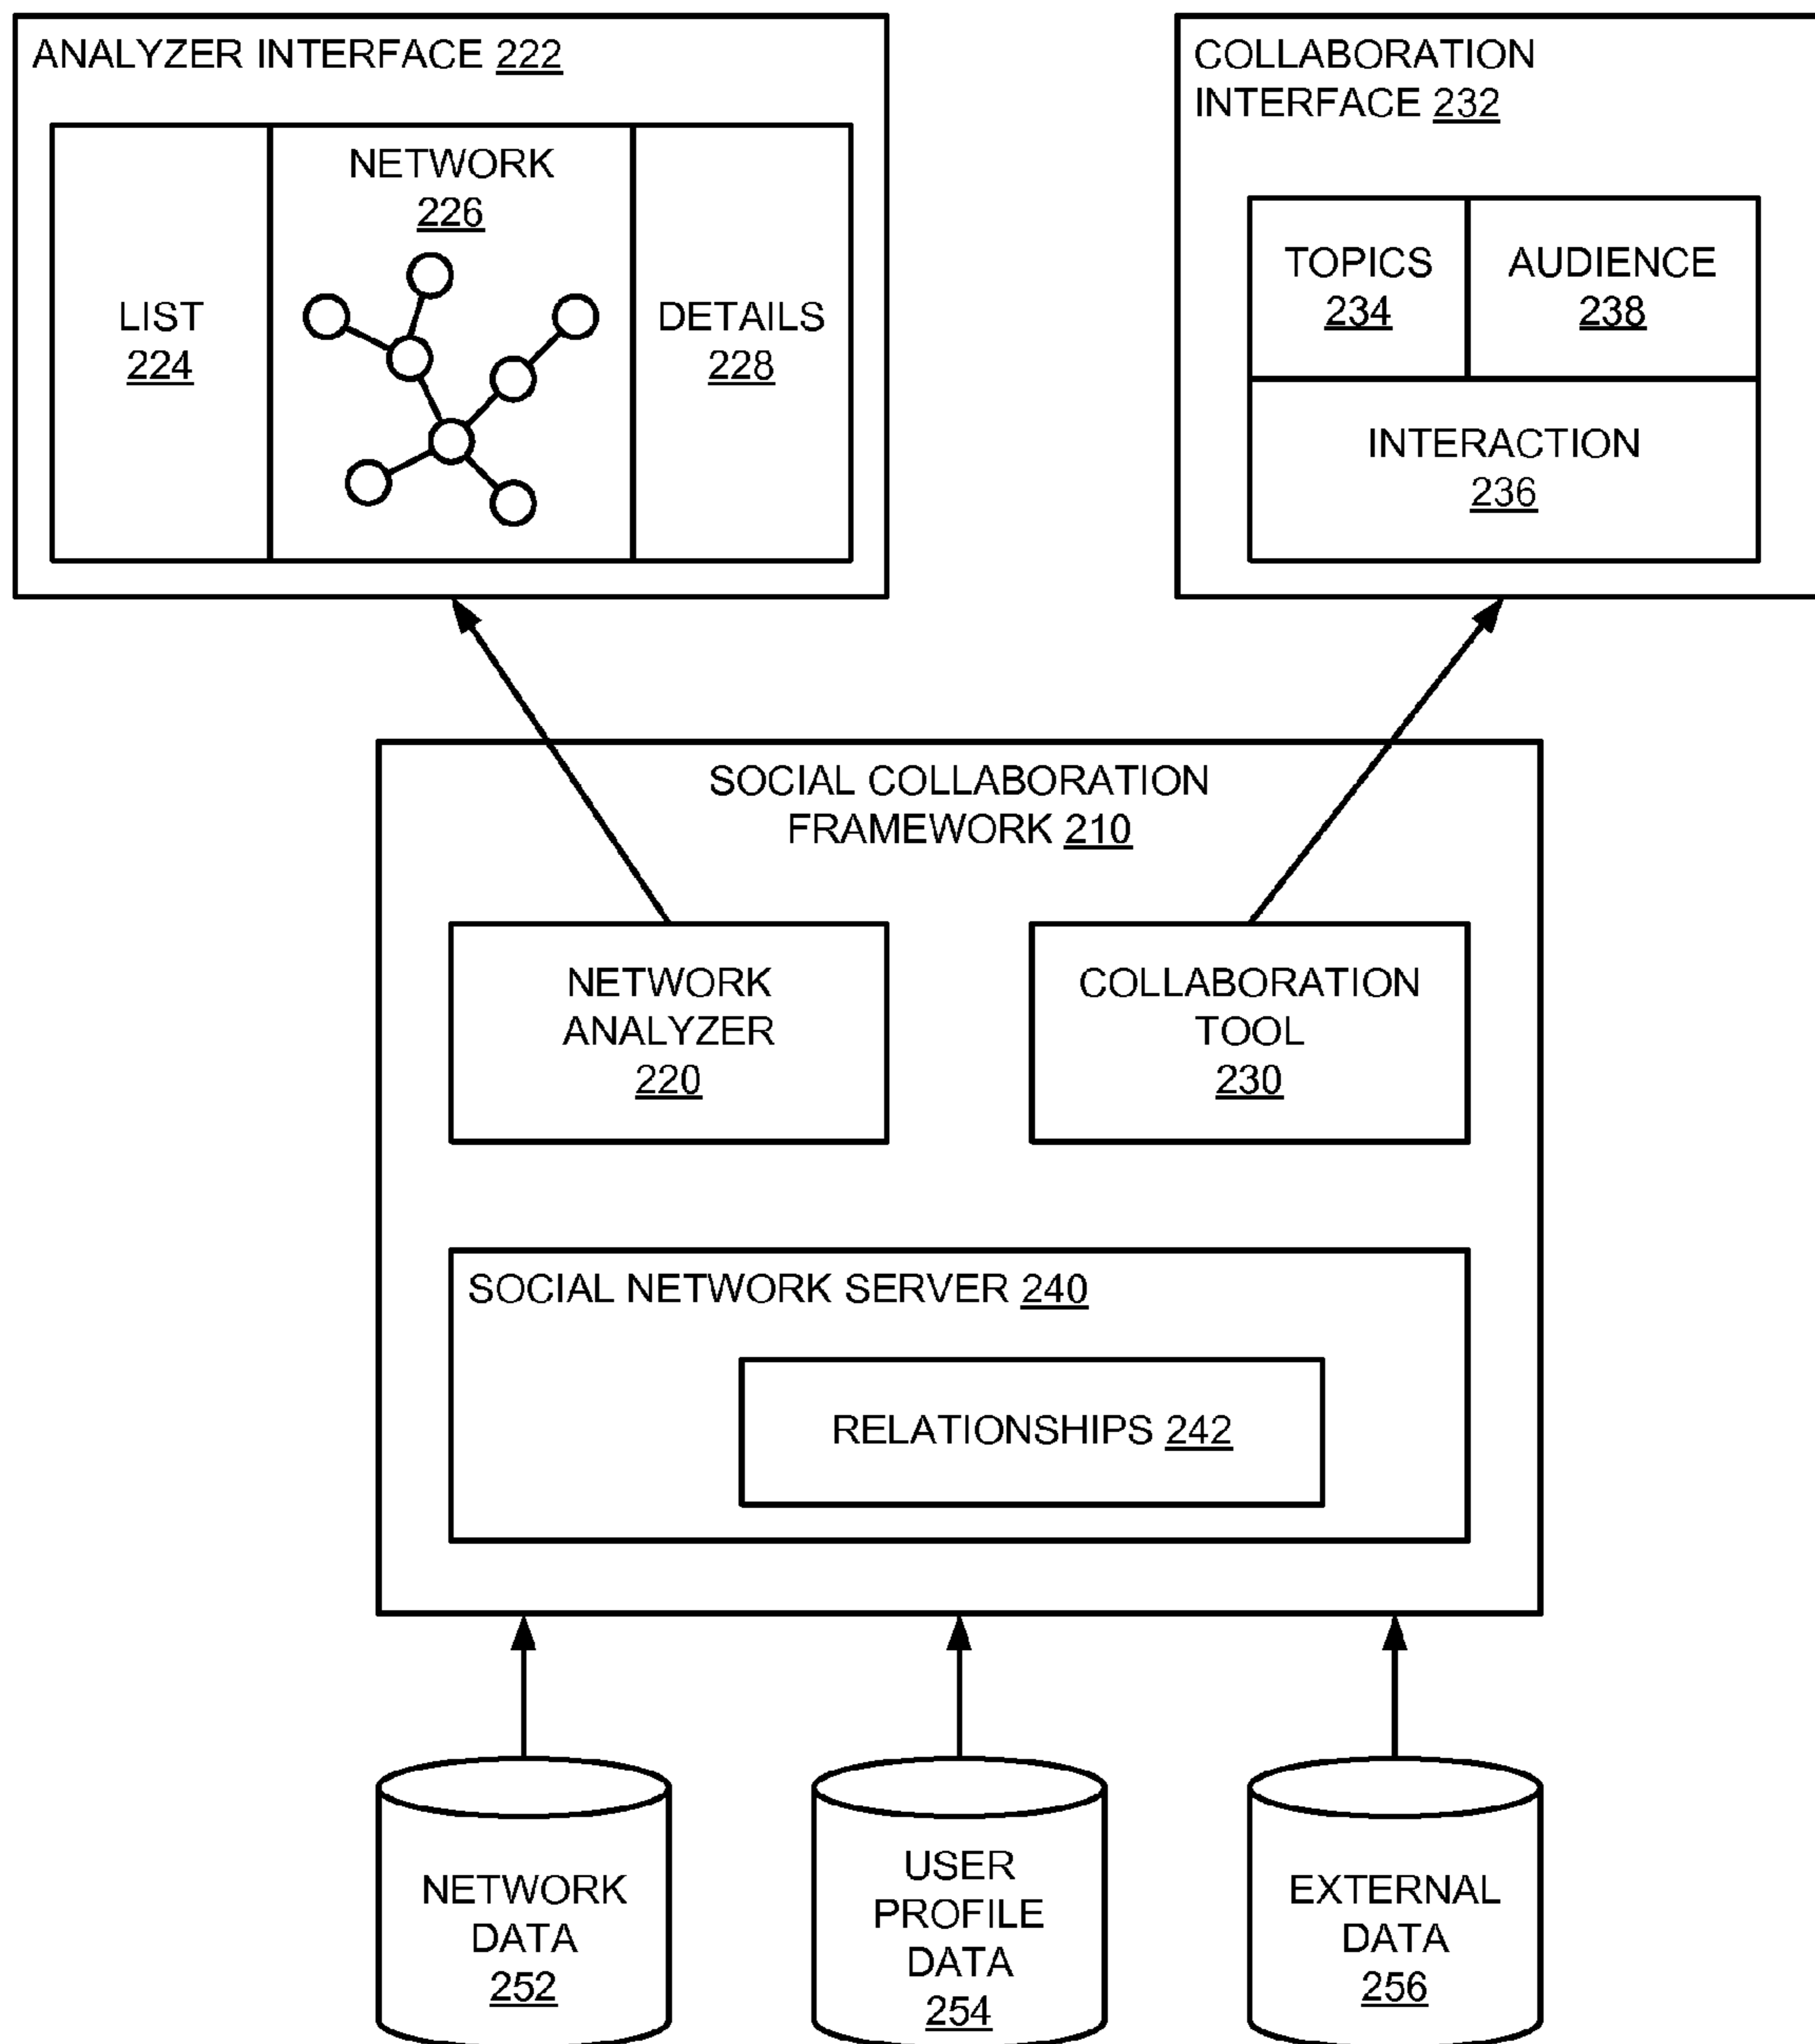 ANALYZER INTERFACE 222
LIST
224
NETWORK
226
DETAILS
228
COLLABORATION
INTERFACE 232
TOPICS
234
AUDIENCE
238
INTERACTION
236
SOCIAL COLLABORATION
FRAMEWORK 210
NETWORK
ANALYZER
220
COLLABORATION
TOOL
230
SOCIAL NETWORK SERVER 240
RELATIONSHIPS 242
NETWORK
DATA
252
USER
PROFILE
DATA
254
EXTERNAL
DATA
256